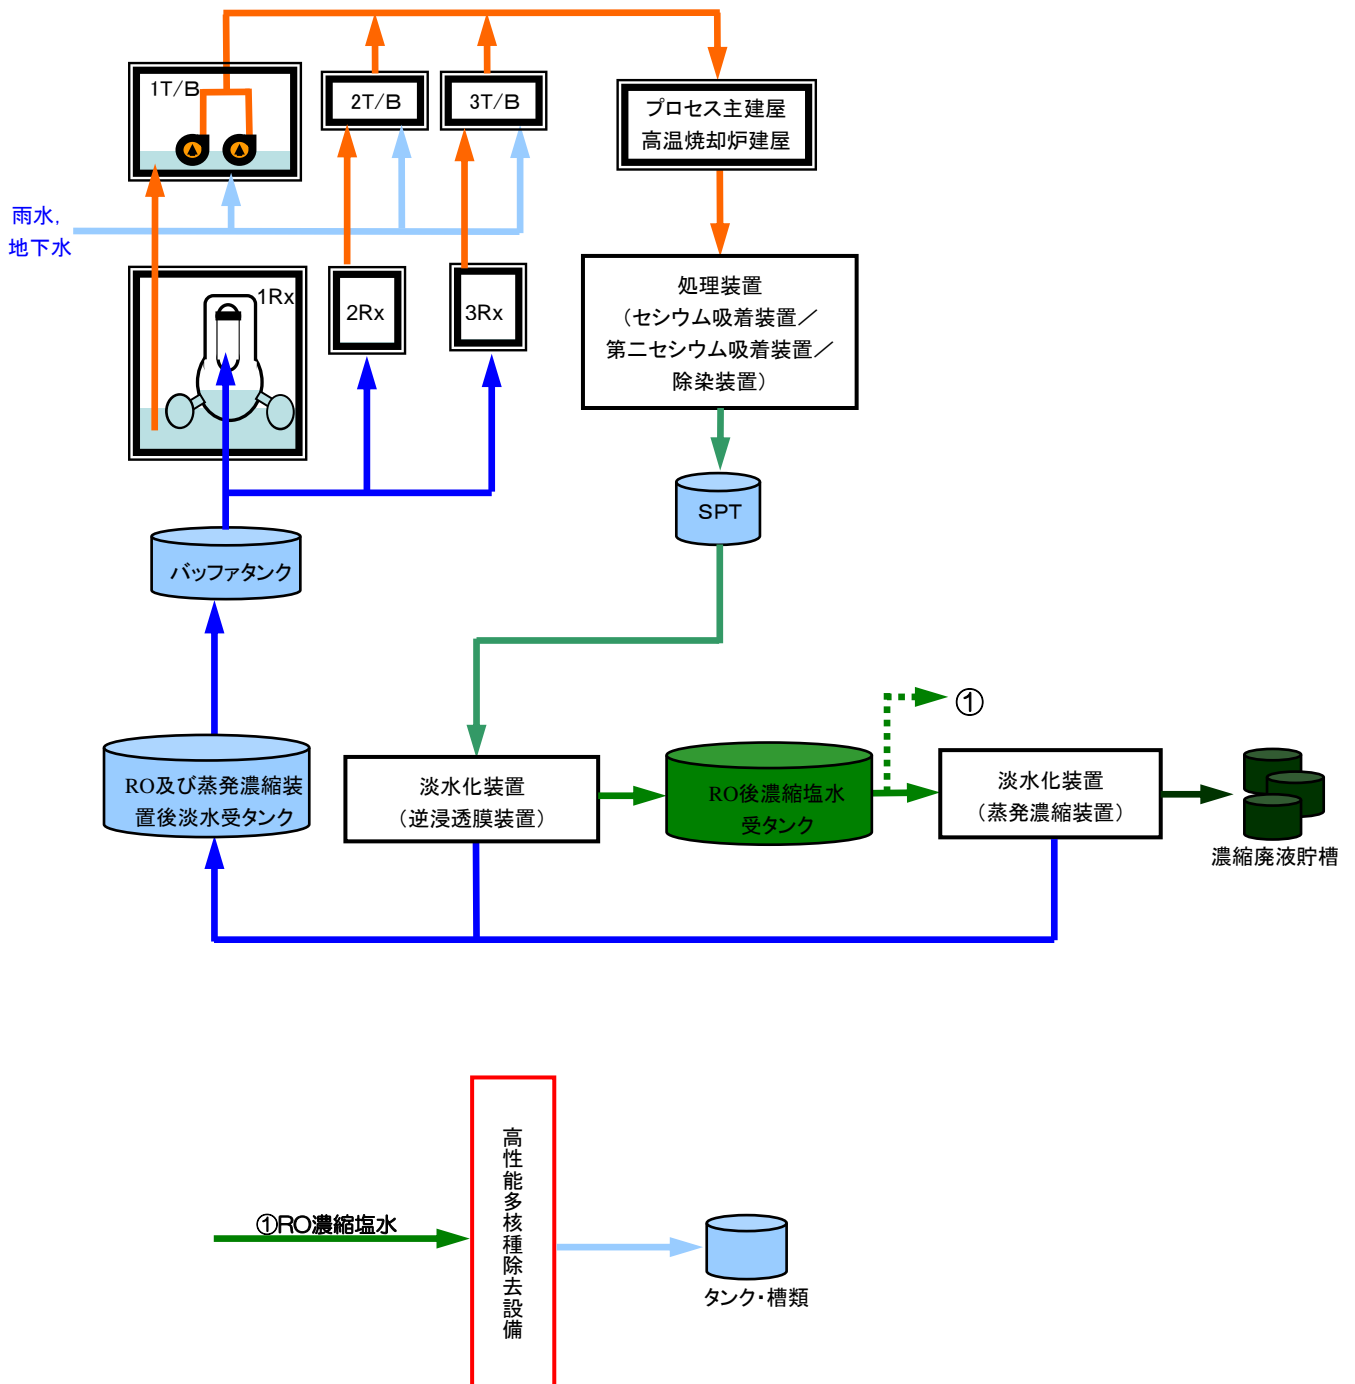 1T/B
2T/B
3T/B
プロセス主建屋
高温焼却炉建屋
雨水,
地下水
1Rx
2Rx
3Rx
処理装置
（セシウム吸着装置／
第二セシウム吸着装置／
除染装置）
SPT
バッファタンク
①
RO及び蒸発濃縮装
置後淡水受タンク
淡水化装置
（逆浸透膜装置）
RO後濃縮塩水
受タンク
淡水化装置
（蒸発濃縮装置）
濃縮廃液貯槽
①RO濃縮塩水
高性能多核種除去設備
タンク・槽類